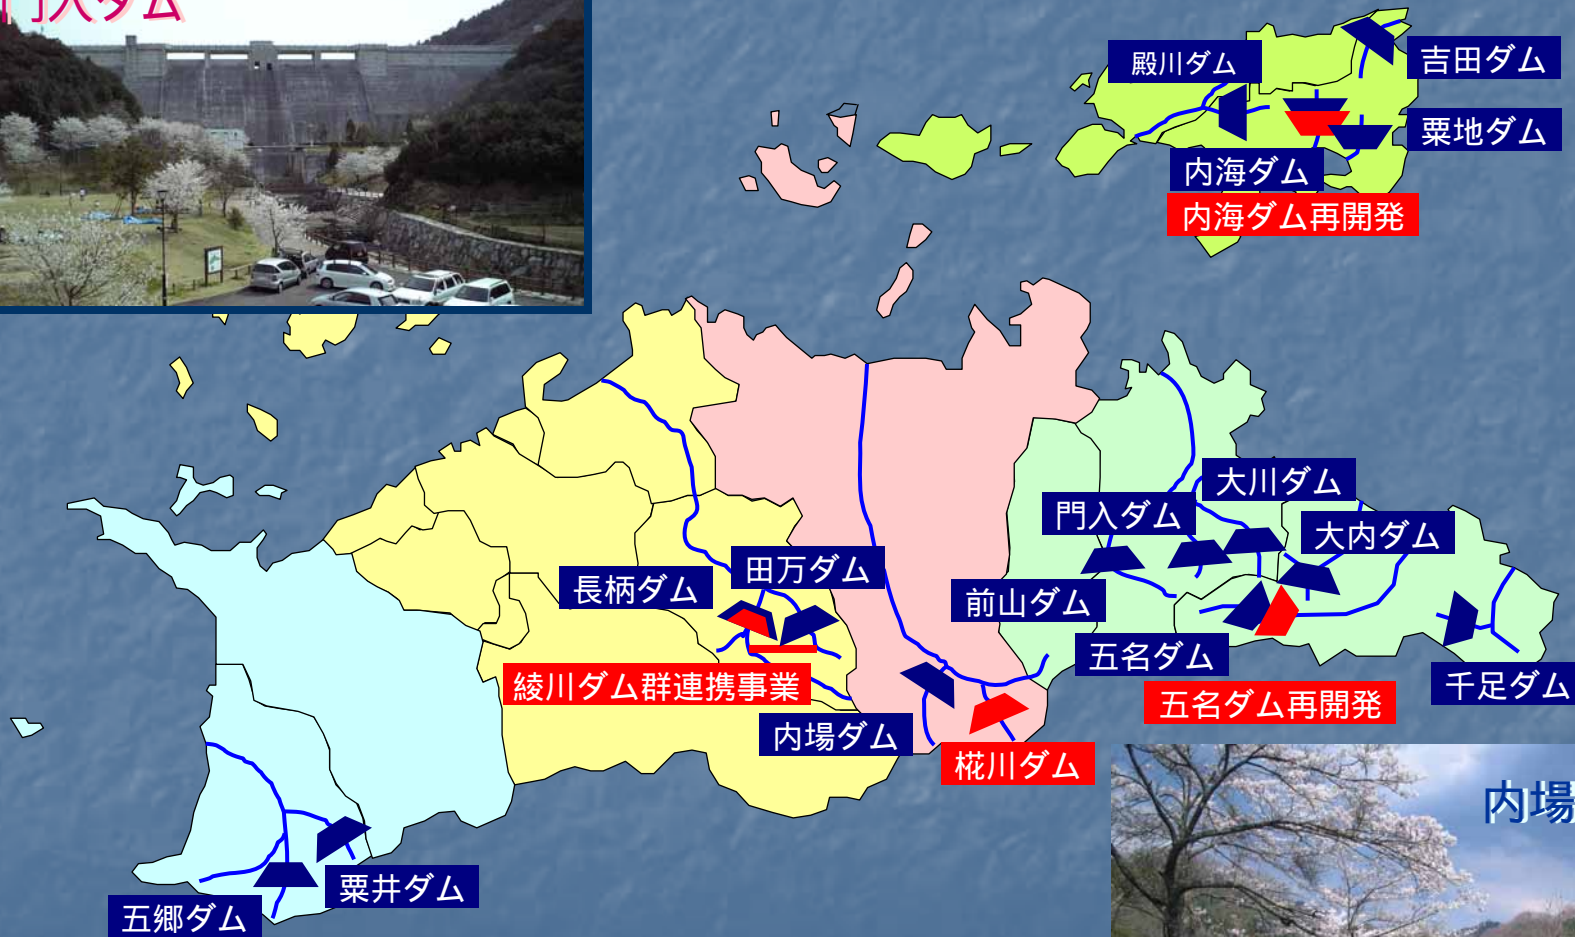 門入ダム
殿川ダム
吉田ダム
粟地ダム
内海ダム
内海ダム再開発
大川ダム
門入ダム
大内ダム
田万ダム
長柄ダム
前山ダム
五名ダム
千足ダム
綾川ダム群連携事業
五名ダム再開発
内場ダム
椛川ダム
内場
粟井ダム
五郷ダム